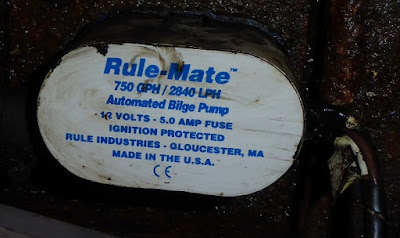 Rule-Mate™
750 GPH / 2840 LPH
Automated Bilge Pump
12 VOLTS - 5.0 AMP FUSE
IGNITION PROTECTED
RULE INDUSTRIES - GLOUCESTER, MA
MADE IN THE U.S.A.
CE